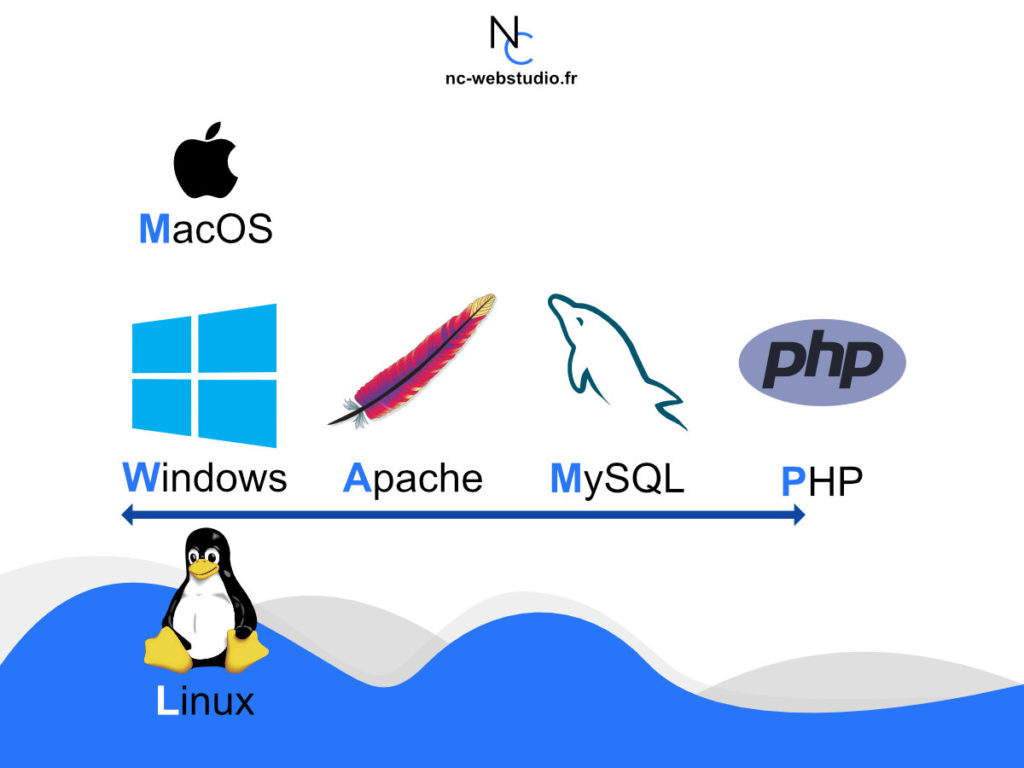 NC
nc-webstudio.fr
MacOS
php
Windows
Apache
MySQL
PHP
Linux